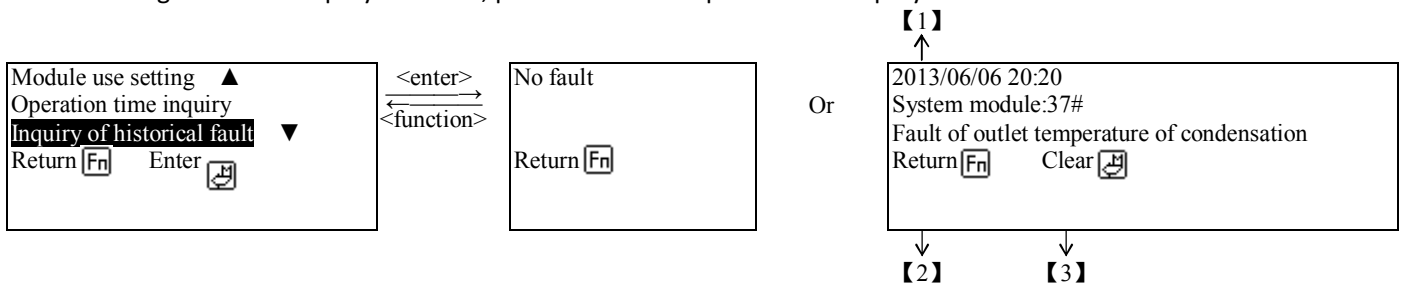 【1】
Module use setting ▲
Operation time inquiry
Inquiry of historical fault ▼
Return Fn Enter
<enter>
<function>
No fault
Return Fn
Or
2013/06/06 20:20
System module:37#
Fault of outlet temperature of condensation
Return Fn Clear
【2】 【3】